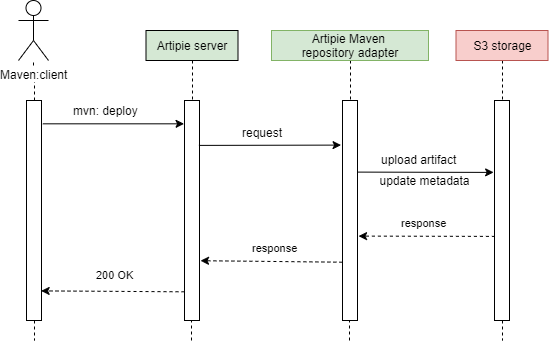 Maven:client
Artipie server
Artipie Maven
repository adapter
S3 storage
mvn: deploy
request
upload artifact
update metadata
response
response
200 OK